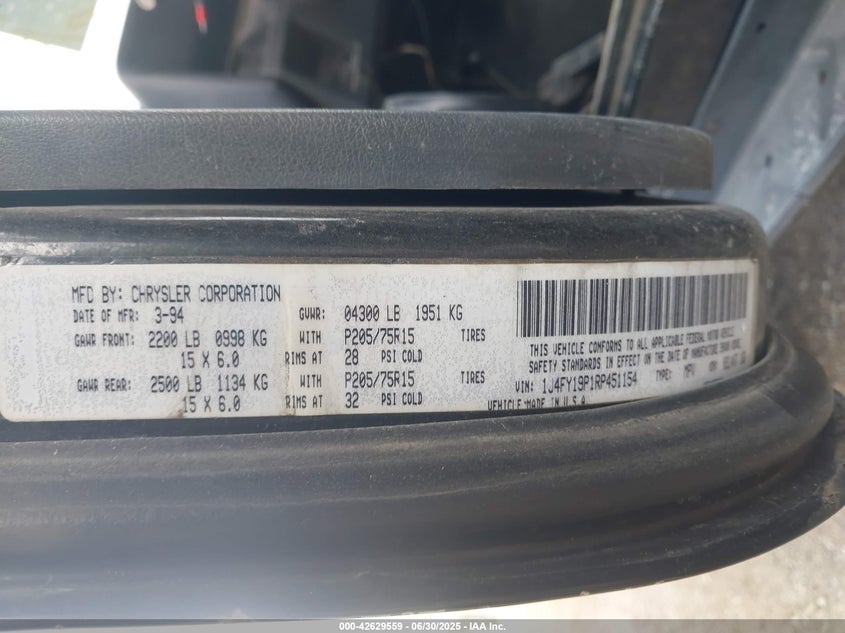 MFD BY: CHRYSLER CORPORATION
DATE OF MFR: 3-94 GVWR: 04300 LB 1951 KG
GAWR FRONT: 2200 LB 0998 KG WITH P205/75R15 TIRES
15 X 6.0 RIMS AT 28 PSI COLD
GAWR REAR: 2500 LB 1134 KG WITH P205/75R15 TIRES
15 X 6.0 RIMS AT 32 PSI COLD
THIS VEHICLE CONFORMS TO ALL APPLICABLE FEDERAL MOTOR VEHICLE
SAFETY STANDARDS IN EFFECT ON THE DATE OF MANUFACTURE SHOWN ABOVE.
VIN: 1J4FY19P1RP451154 TYPE: MPV
VEHICLE MADE IN U.S.A.
000-42629559 - 06/30/2025 - IAA Inc.